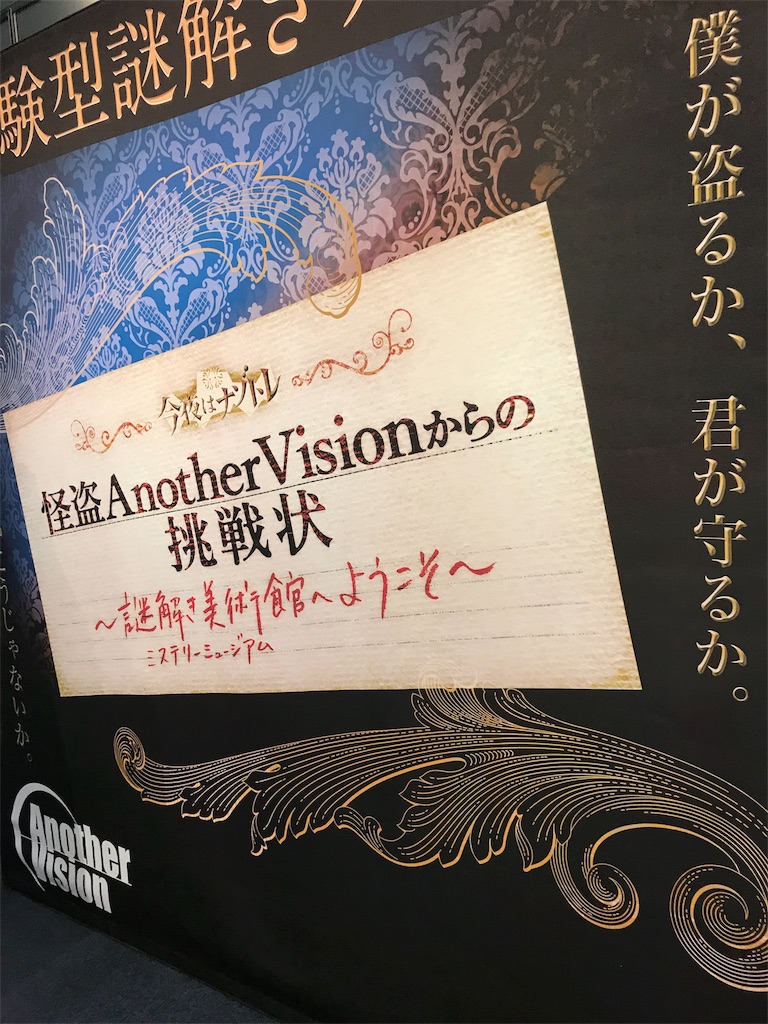 験型謎解き
僕が盗るか、君が守るか。
今夜はナゾトレ
怪盗AnotherVisionからの
挑戦状
～謎解き美術館へようこそ～
ミステリーミュージアム
うじゃないか。
Another
Vision